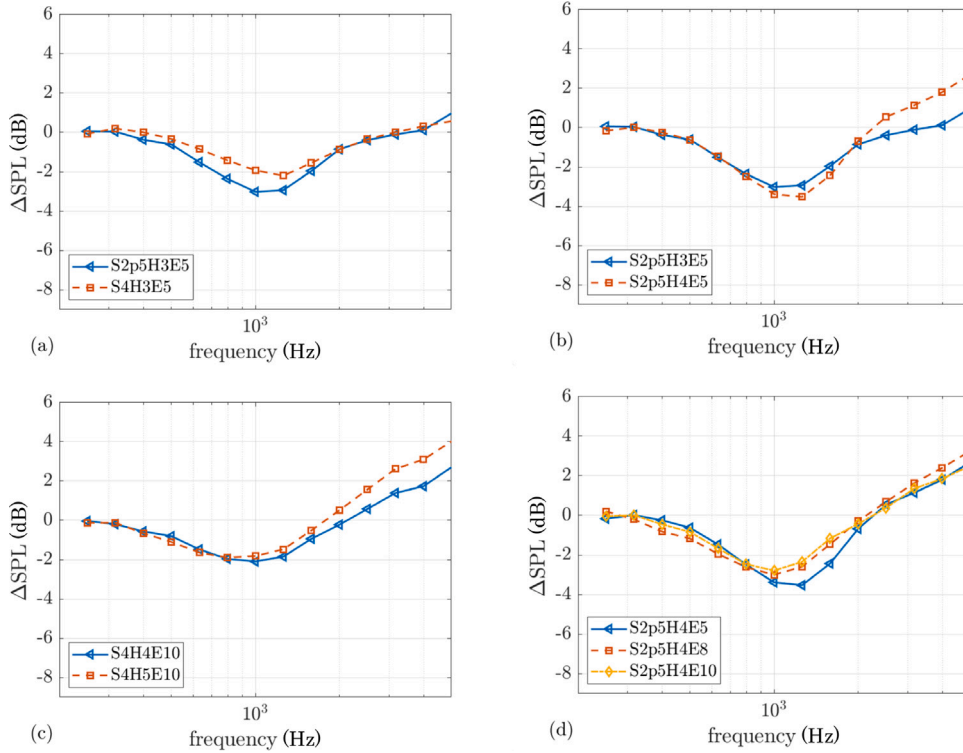 6
4
2
0
-2
-4
-6
-8
ΔSPL (dB)
S2p5H3E5
S4H3E5
10³
frequency (Hz)
(a)
6
4
2
0
-2
-4
-6
-8
ΔSPL (dB)
S2p5H3E5
S2p5H4E5
10³
frequency (Hz)
(b)
6
4
2
0
-2
-4
-6
-8
ΔSPL (dB)
S4H4E10
S4H5E10
10³
frequency (Hz)
(c)
6
4
2
0
-2
-4
-6
-8
ΔSPL (dB)
S2p5H4E5
S2p5H4E8
S2p5H4E10
10³
frequency (Hz)
(d)